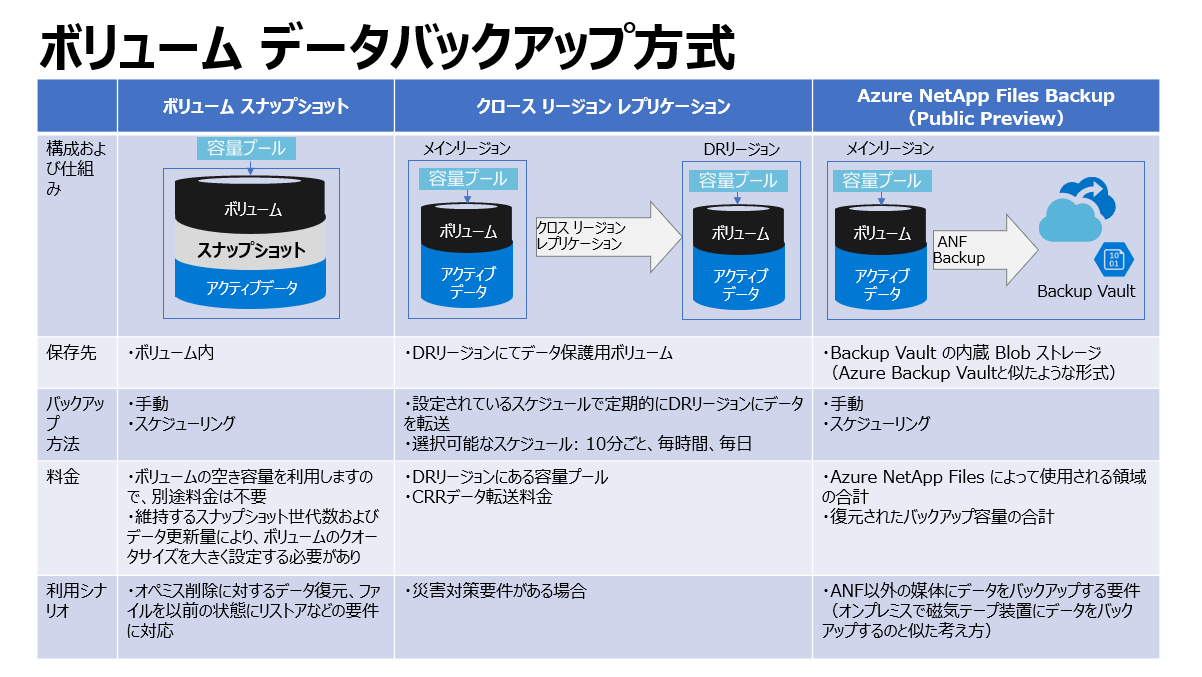 ボリューム データバックアップ方式
ボリューム スナップショット
クロース リージョン レプリケーション
Azure NetApp Files Backup
（Public Preview）
構成およ
び仕組
み
容量プール
ボリューム
スナップショット
アクティブデータ
メインリージョン
容量プール
ボリューム
アクティブ
データ
クロス リージョン
レプリケーション
DRリージョン
容量プール
ボリューム
アクティブ
データ
メインリージョン
容量プール
ボリューム
アクティブ
データ
ANF
Backup
10
01
Backup Vault
保存先
・ボリューム内
・DRリージョンにてデータ保護用ボリューム
・Backup Vault の内蔵 Blob ストレージ
（Azure Backup Vaultと似たような形式）
バックアッ
プ
方法
・手動
・スケジューリング
・設定されているスケジュールで定期的にDRリージョンにデータ
を転送
・選択可能なスケジュール: 10分ごと、毎時間、毎日
・手動
・スケジューリング
料金
・ボリュームの空き容量を利用しますの
で、別途料金は不要
・維持するスナップショット世代数および
データ更新量により、ボリュームのクオー
タサイズを大きく設定する必要があり
・DRリージョンにある容量プール
・CRRデータ転送料金
・Azure NetApp Files によって使用される領域
の合計
・復元されたバックアップ容量の合計
利用シナ
リオ
・オペミス削除に対するデータ復元、ファ
イルを以前の状態にリストアなどの要件
に対応
・災害対策要件がある場合
・ANF以外の媒体にデータをバックアップする要件
（オンプレミスで磁気テープ装置にデータをバック
アップするのと似た考え方）